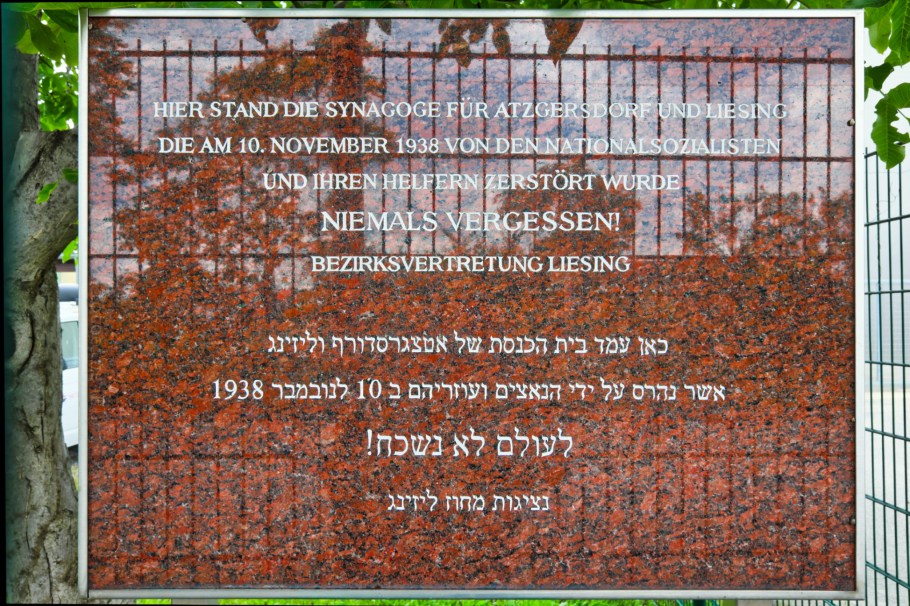 HIER STAND DIE SYNAGOGE FÜR ATZGERSDORF UND LIESING
DIE AM 10. NOVEMBER 1938 VON DEN NATIONALSOZIALISTEN
UND IHREN HELFERN ZERSTÖRT WURDE
NIEMALS VERGESSEN!
BEZIRKSVERTRETUNG LIESING
כאן עמד בית הכנסת של אטצגרסדורף וליזינג
אשר נהרס על ידי הנאצים ועוזריהם ב 10 לנובמבר 1938
לעולם לא נשכח!
נציגות מחוז ליזינג